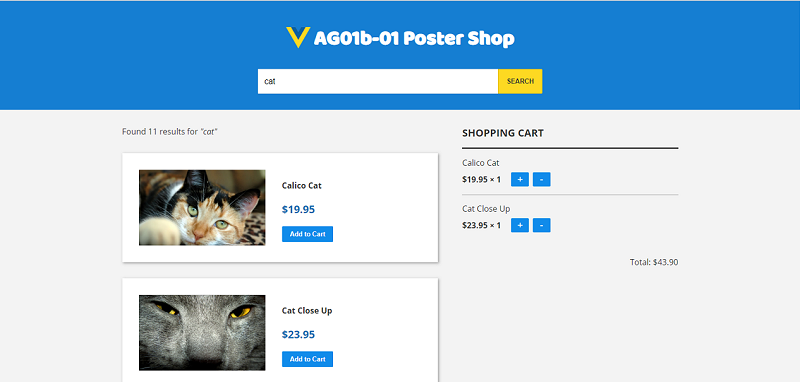 AG01b-01 Poster Shop
cat
SEARCH
Found 11 results for "cat"
Calico Cat
$19.95
Add to Cart
Cat Close Up
$23.95
Add to Cart
SHOPPING CART
Calico Cat
$19.95 × 1 + -
Cat Close Up
$23.95 × 1 + -
Total: $43.90